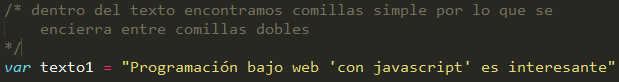 /* dentro del texto encontramos comillas simple por lo que se
encierra entre comillas dobles
*/
var texto1 = "Programación bajo web 'con javascript' es interesante"